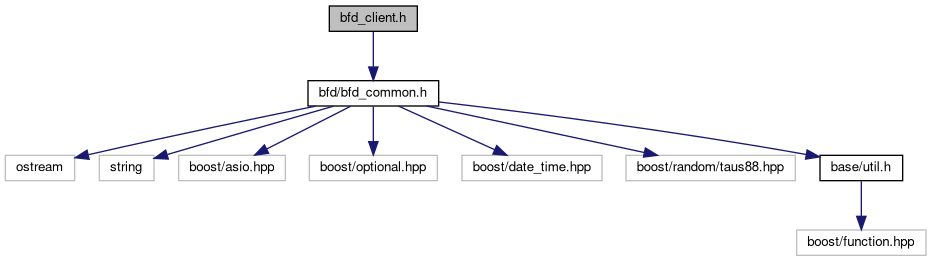 bfd_client.h
bfd/bfd_common.h
ostream
string
boost/asio.hpp
boost/optional.hpp
boost/date_time.hpp
boost/random/taus88.hpp
base/util.h
boost/function.hpp